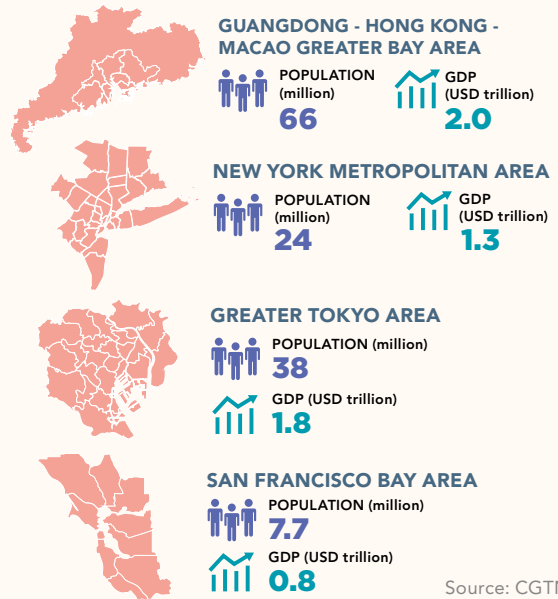 GUANGDONG - HONG KONG -
MACAO GREATER BAY AREA
POPULATION
(million)
66
GDP
(USD trillion)
2.0
NEW YORK METROPOLITAN AREA
POPULATION
(million)
24
GDP
(USD trillion)
1.3
GREATER TOKYO AREA
POPULATION (million)
38
GDP (USD trillion)
1.8
SAN FRANCISCO BAY AREA
POPULATION (million)
7.7
GDP (USD trillion)
0.8
Source: CGTN